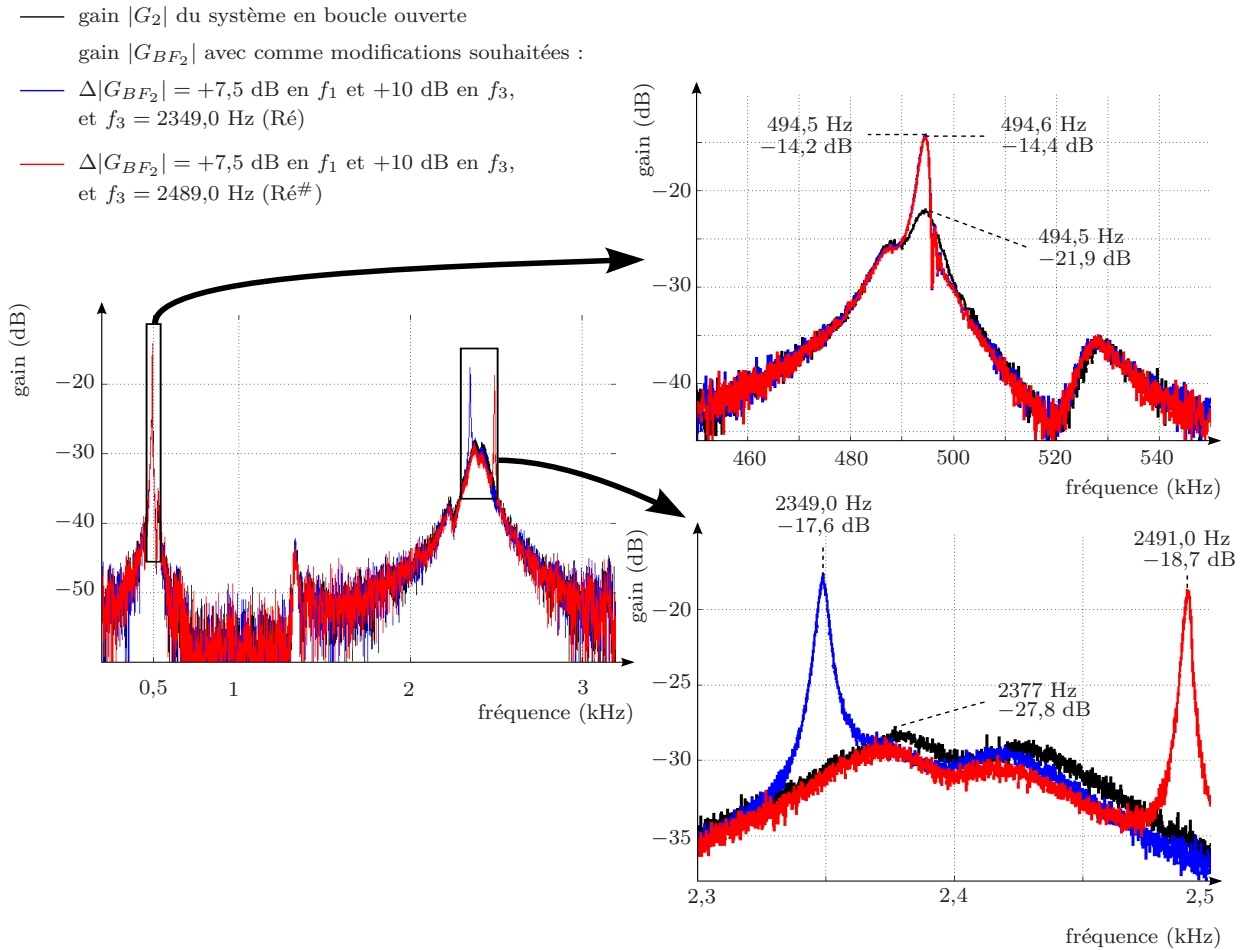 gain |G₂| du système en boucle ouverte
gain |G_{BF₂}| avec comme modifications souhaitées :
Δ|G_{BF₂}| = +7,5 dB en f₁ et +10 dB en f₃,
et f₃ = 2349,0 Hz (Ré)
Δ|G_{BF₂}| = +7,5 dB en f₁ et +10 dB en f₃,
et f₃ = 2489,0 Hz (Ré^#)
gain (dB)
−20
−30
−40
−50
0,5
1
2
3
fréquence (kHz)
gain (dB)
494,5 Hz
−14,2 dB
494,6 Hz
−14,4 dB
494,5 Hz
−21,9 dB
−20
−30
−40
460
480
500
520
540
fréquence (kHz)
gain (dB)
2349,0 Hz
−17,6 dB
2491,0 Hz
−18,7 dB
2377 Hz
−27,8 dB
−20
−25
−30
−35
2,3
2,4
2,5
fréquence (kHz)